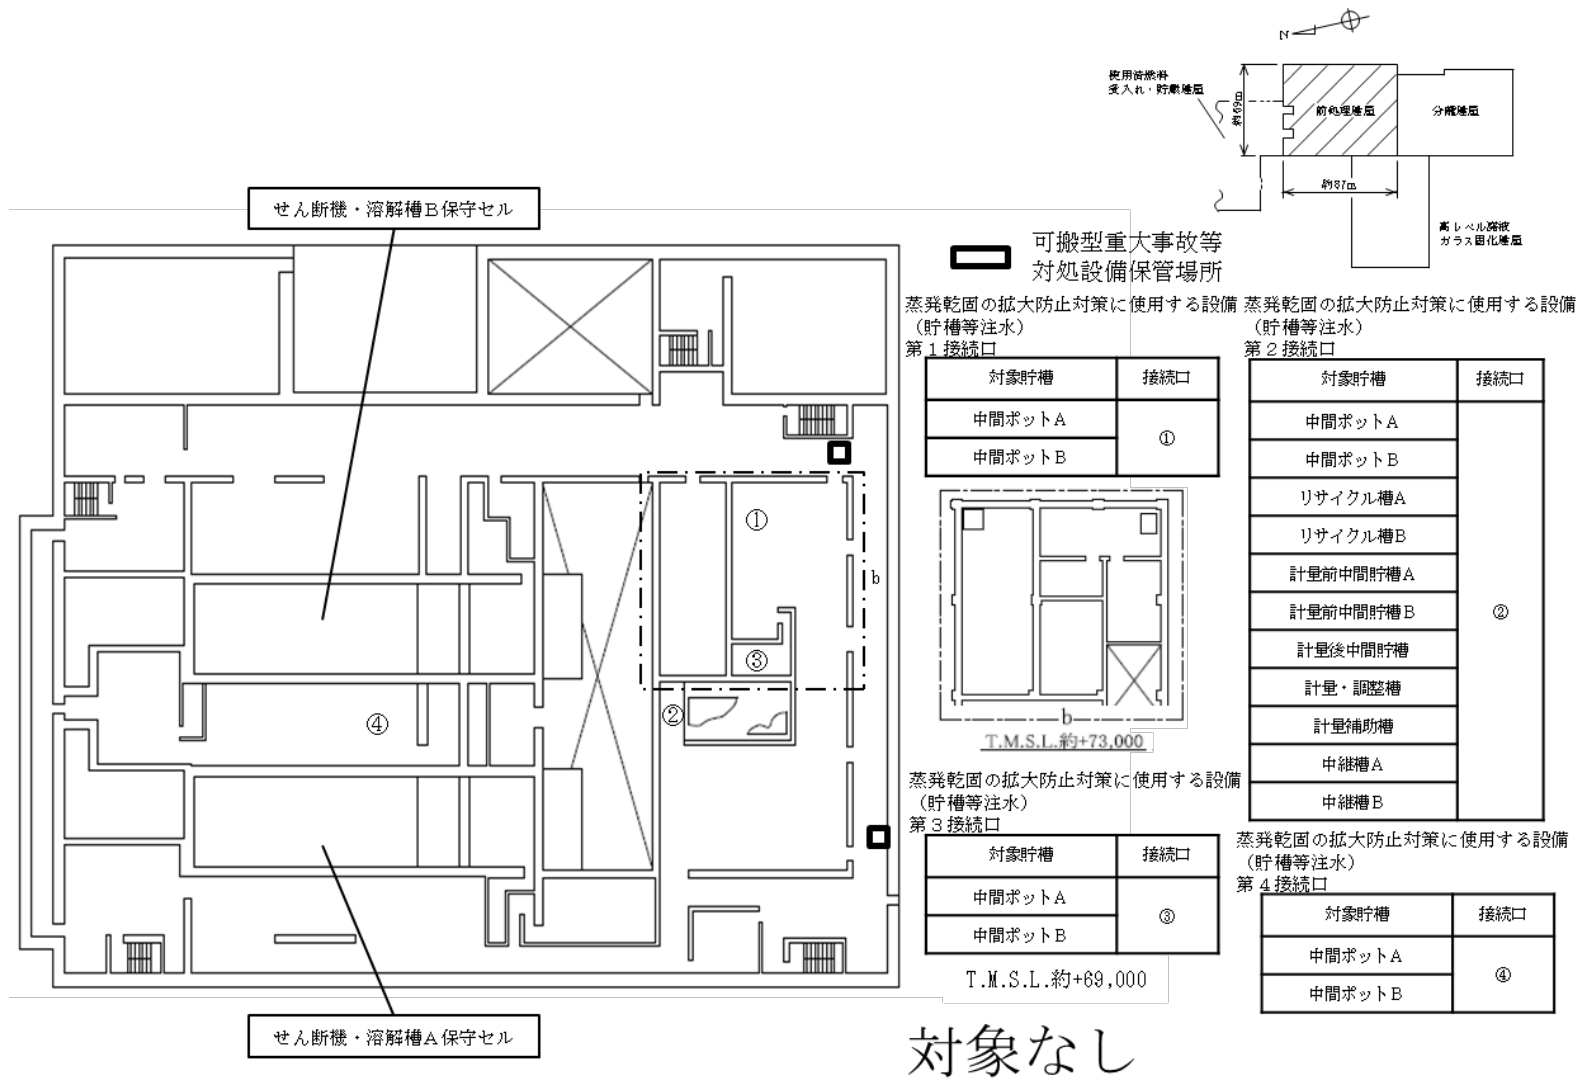 N
使用済燃料
受入れ・貯蔵建屋
約69m
前処理建屋
分離建屋
約87m
高レベル廃液
ガラス固化建屋
せん断機・溶解槽B保守セル
可搬型重大事故等
対処設備保管場所
蒸発乾固の拡大防止対策に使用する設備
（貯槽等注水）
第1接続口
対象貯槽 接続口
中間ポットA
①
中間ポットB
蒸発乾固の拡大防止対策に使用する設備
（貯槽等注水）
第2接続口
対象貯槽 接続口
中間ポットA
中間ポットB
リサイクル槽A
リサイクル槽B
計量前中間貯槽A
計量前中間貯槽B
②
計量後中間貯槽
計量・調整槽
計量補助槽
中継槽A
中継槽B
①
b
③
②
④
b
T.M.S.L.約+73,000
蒸発乾固の拡大防止対策に使用する設備
（貯槽等注水）
第3接続口
対象貯槽 接続口
中間ポットA
③
中間ポットB
T.M.S.L.約+69,000
蒸発乾固の拡大防止対策に使用する設備
（貯槽等注水）
第4接続口
対象貯槽 接続口
中間ポットA
④
中間ポットB
せん断機・溶解槽A保守セル
対象なし